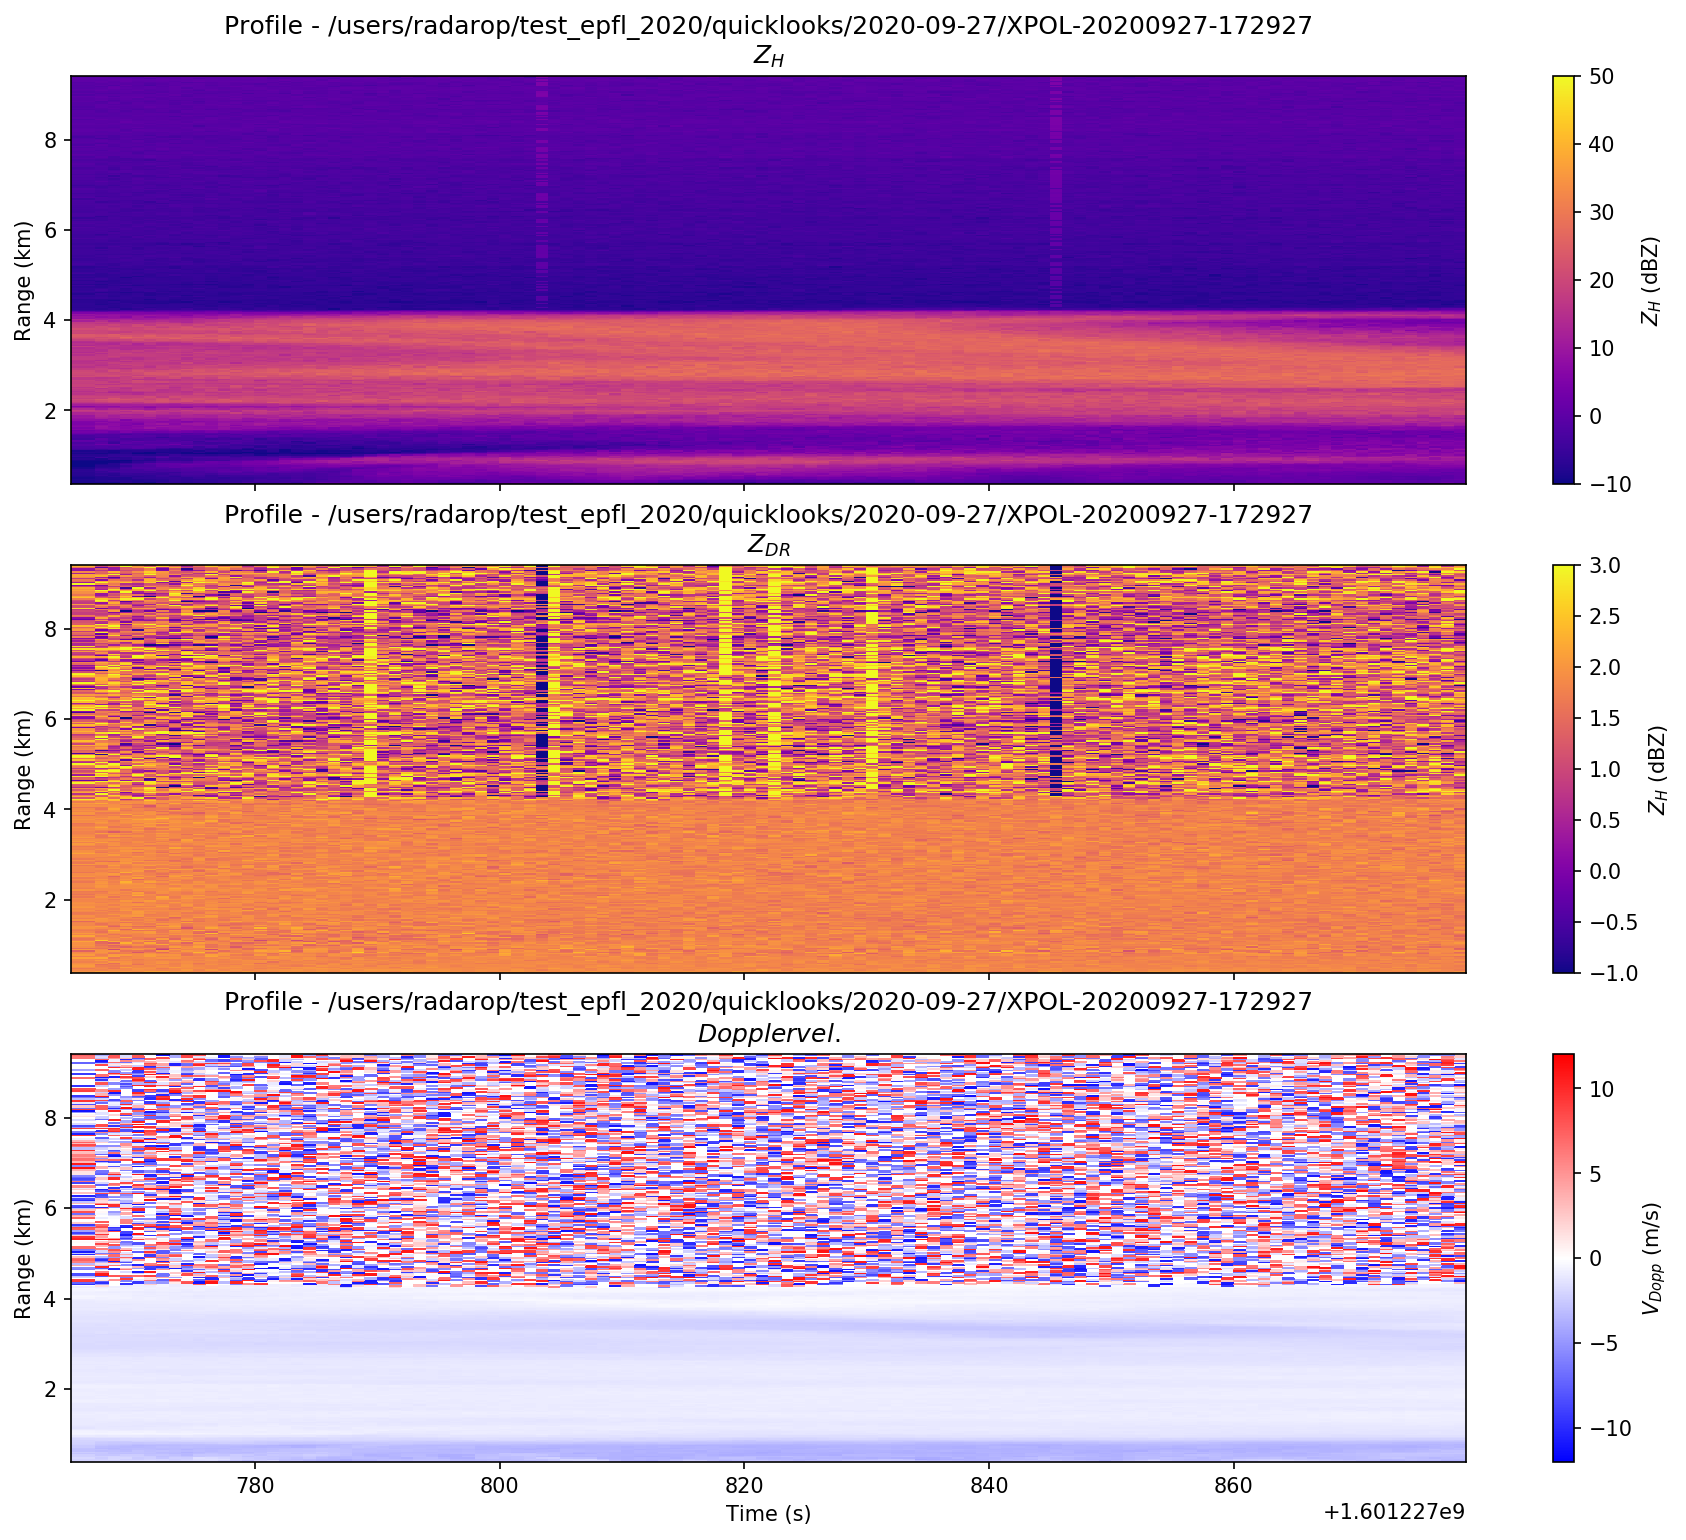 Profile - /users/radarop/test_epfl_2020/quicklooks/2020-09-27/XPOL-20200927-172927
Z_H
8
6
4
2
Range (km)
50
40
30
20
10
0
−10
Z_H (dBZ)
Profile - /users/radarop/test_epfl_2020/quicklooks/2020-09-27/XPOL-20200927-172927
Z_DR
8
6
4
2
Range (km)
3.0
2.5
2.0
1.5
1.0
0.5
0.0
−0.5
−1.0
Z_H (dBZ)
Profile - /users/radarop/test_epfl_2020/quicklooks/2020-09-27/XPOL-20200927-172927
Dopplervel.
8
6
4
2
Range (km)
10
5
0
−5
−10
V_Dopp (m/s)
780 800 820 840 860
Time (s)
+1.601227e9